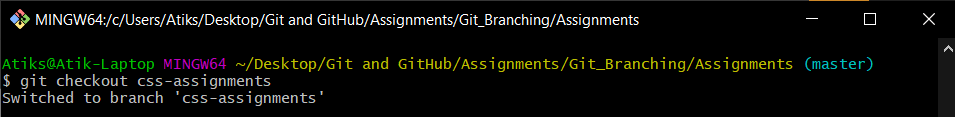 MINGW64:/c/Users/Atiks/Desktop/Git and GitHub/Assignments/Git_Branching/Assignments
Atiks@Atik-Laptop MINGW64 ~/Desktop/Git and GitHub/Assignments/Git_Branching/Assignments (master)
$ git checkout css-assignments
Switched to branch 'css-assignments'